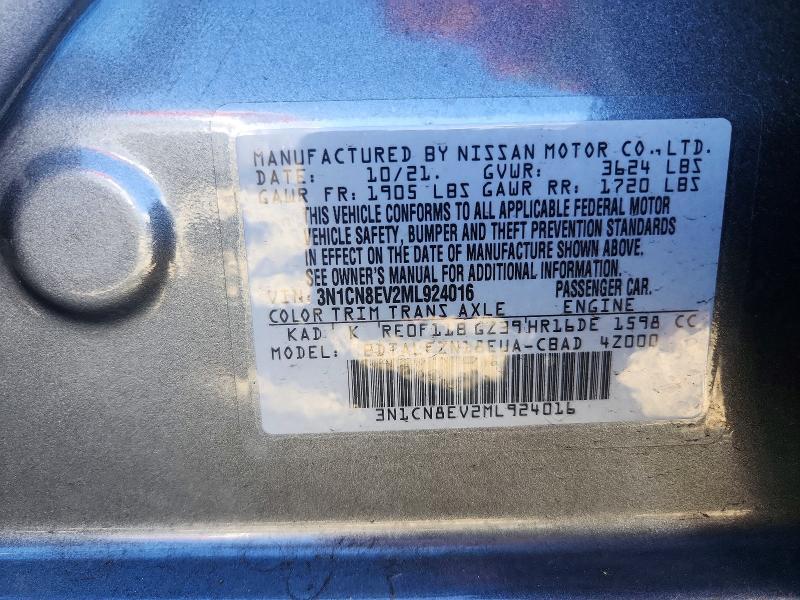 MANUFACTURED BY NISSAN MOTOR CO.,LTD.
DATE: 10/21. GVWR: 3624 LBS
GAWR FR: 1905 LBS GAWR RR: 1720 LBS
THIS VEHICLE CONFORMS TO ALL APPLICABLE FEDERAL MOTOR
VEHICLE SAFETY, BUMPER AND THEFT PREVENTION STANDARDS
IN EFFECT ON THE DATE OF MANUFACTURE SHOWN ABOVE.
SEE OWNER'S MANUAL FOR ADDITIONAL INFORMATION.
VIN: 3N1CN8EV2ML924016 PASSENGER CAR.
COLOR TRIM TRANS AXLE ENGINE
KAD K RE0F11B GZ39 HR16DE 1598 CC
MODEL: 4Z000
3N1CN8EV2ML924016